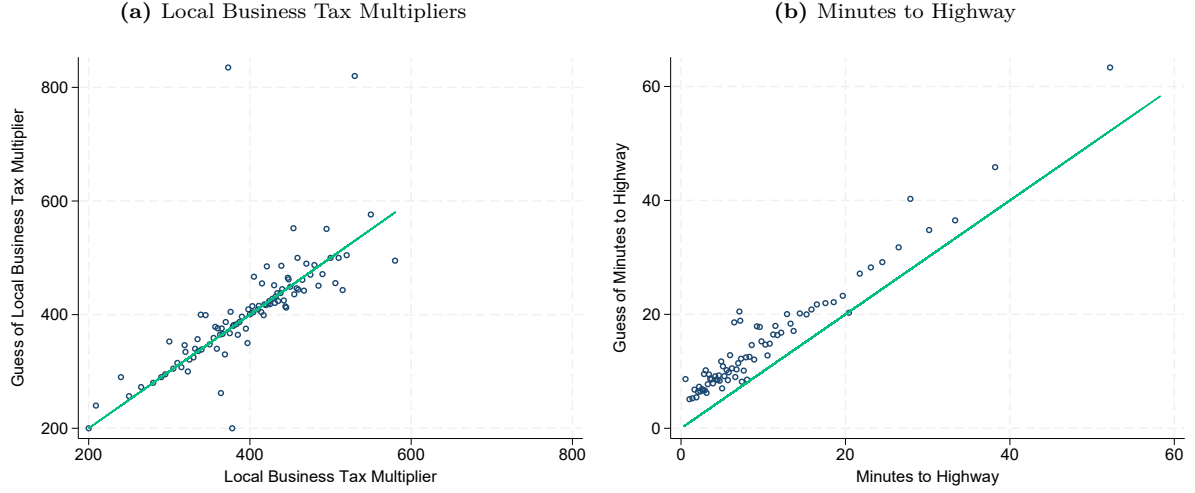 (a) Local Business Tax Multipliers
Guess of Local Business Tax Multiplier
800
600
400
200
200 400 600 800
Local Business Tax Multiplier
(b) Minutes to Highway
Guess of Minutes to Highway
60
40
20
0
0 20 40 60
Minutes to Highway